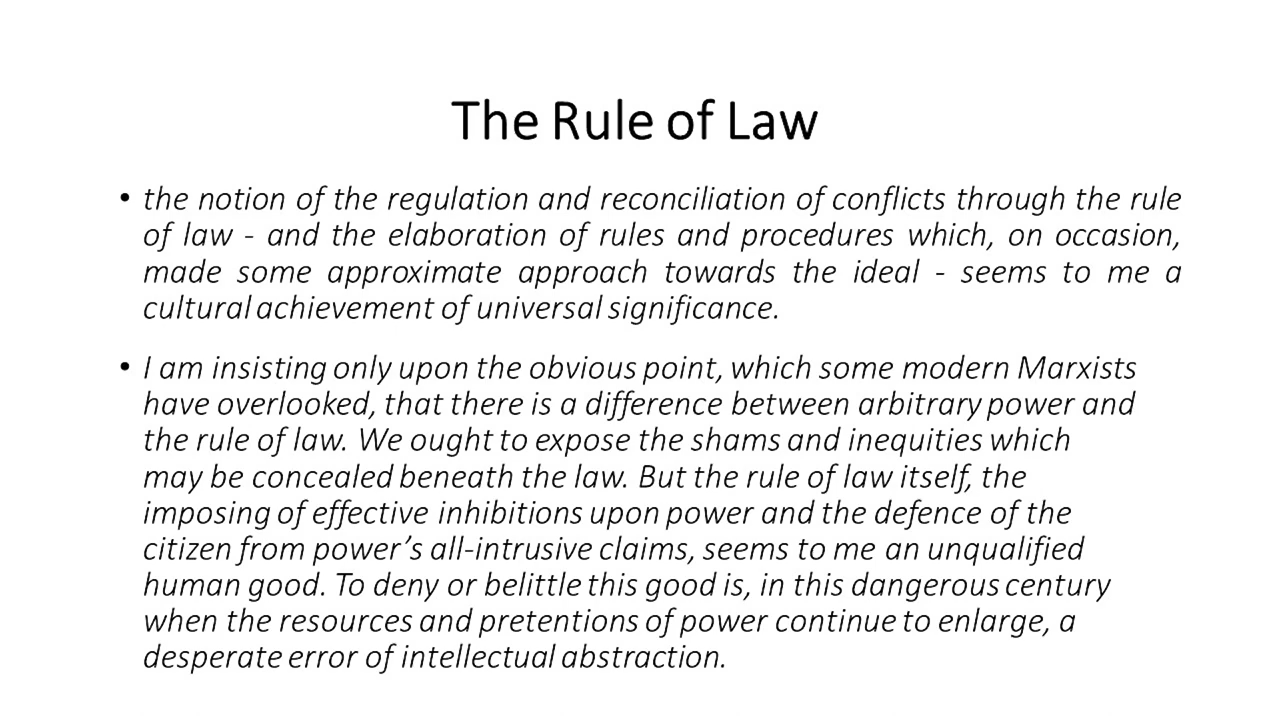 The Rule of Law
• the notion of the regulation and reconciliation of conflicts through the rule
of law - and the elaboration of rules and procedures which, on occasion,
made some approximate approach towards the ideal - seems to me a
cultural achievement of universal significance.
• I am insisting only upon the obvious point, which some modern Marxists
have overlooked, that there is a difference between arbitrary power and
the rule of law. We ought to expose the shams and inequities which
may be concealed beneath the law. But the rule of law itself, the
imposing of effective inhibitions upon power and the defence of the
citizen from power’s all-intrusive claims, seems to me an unqualified
human good. To deny or belittle this good is, in this dangerous century
when the resources and pretentions of power continue to enlarge, a
desperate error of intellectual abstraction.